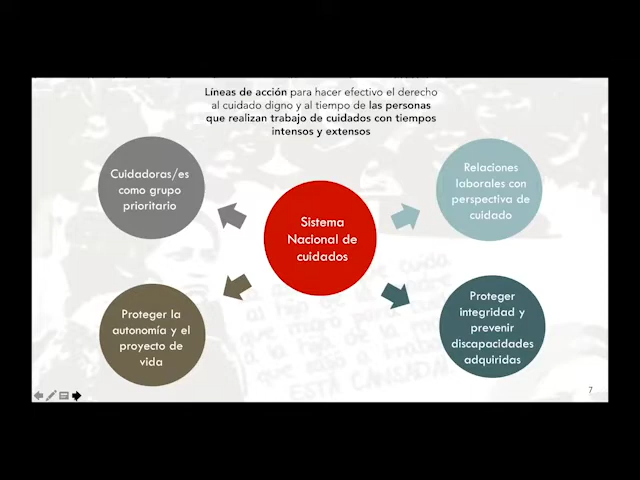 Líneas de acción para hacer efectivo el derecho
al cuidado digno y al tiempo de las personas
que realizan trabajo de cuidados con tiempos
intensos y extensos
Cuidadoras/es
como grupo
prioritario
Relaciones
laborales con
perspectiva de
cuidado
Sistema
Nacional de
cuidados
Proteger la
autonomía y el
proyecto de
vida
Proteger
integridad y
prevenir
discapacidades
adquiridas
ESTÁ CANSADA
7